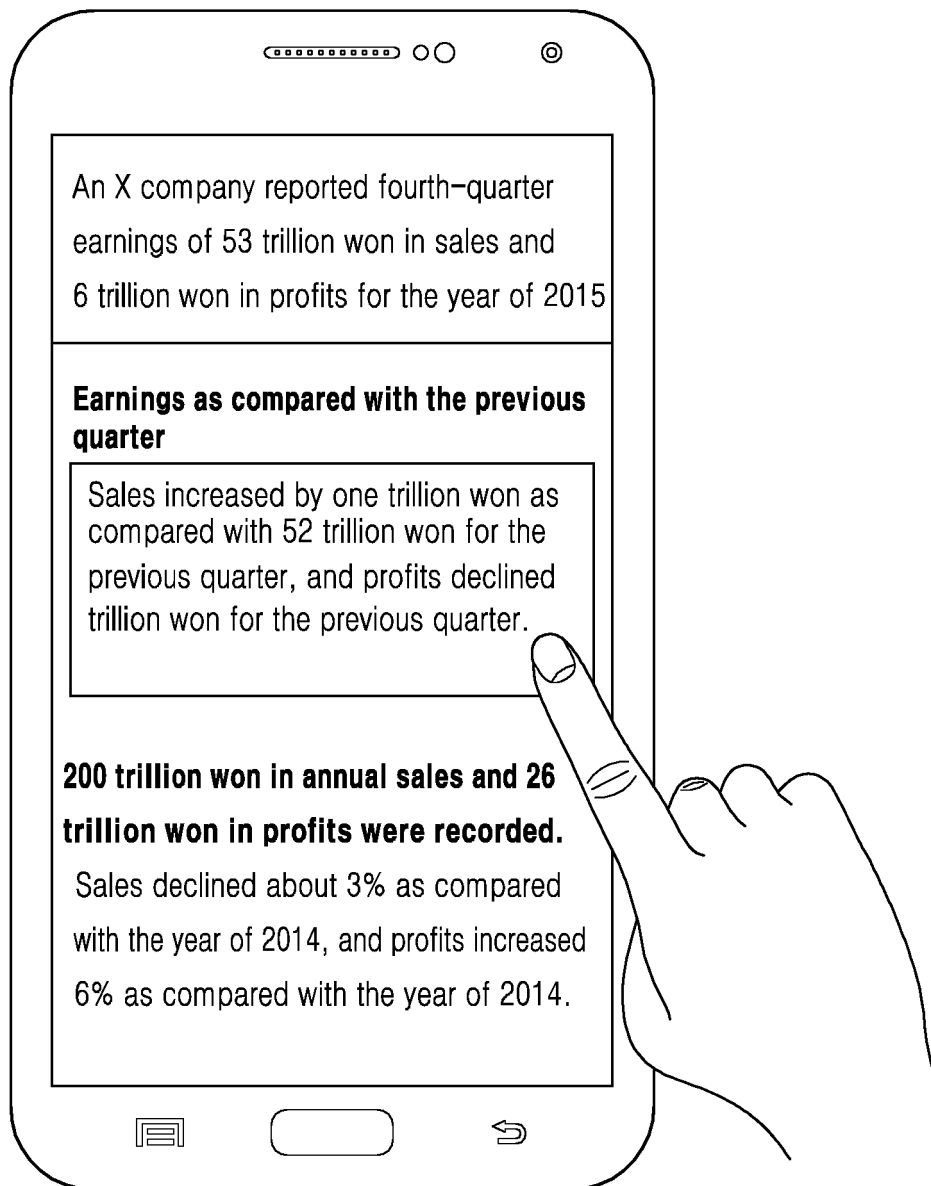 An X company reported fourth-quarter
earnings of 53 trillion won in sales and
6 trillion won in profits for the year of 2015
Earnings as compared with the previous
quarter
Sales increased by one trillion won as
compared with 52 trillion won for the
previous quarter, and profits declined
trillion won for the previous quarter.
200 trillion won in annual sales and 26
trillion won in profits were recorded.
Sales declined about 3% as compared
with the year of 2014, and profits increased
6% as compared with the year of 2014.